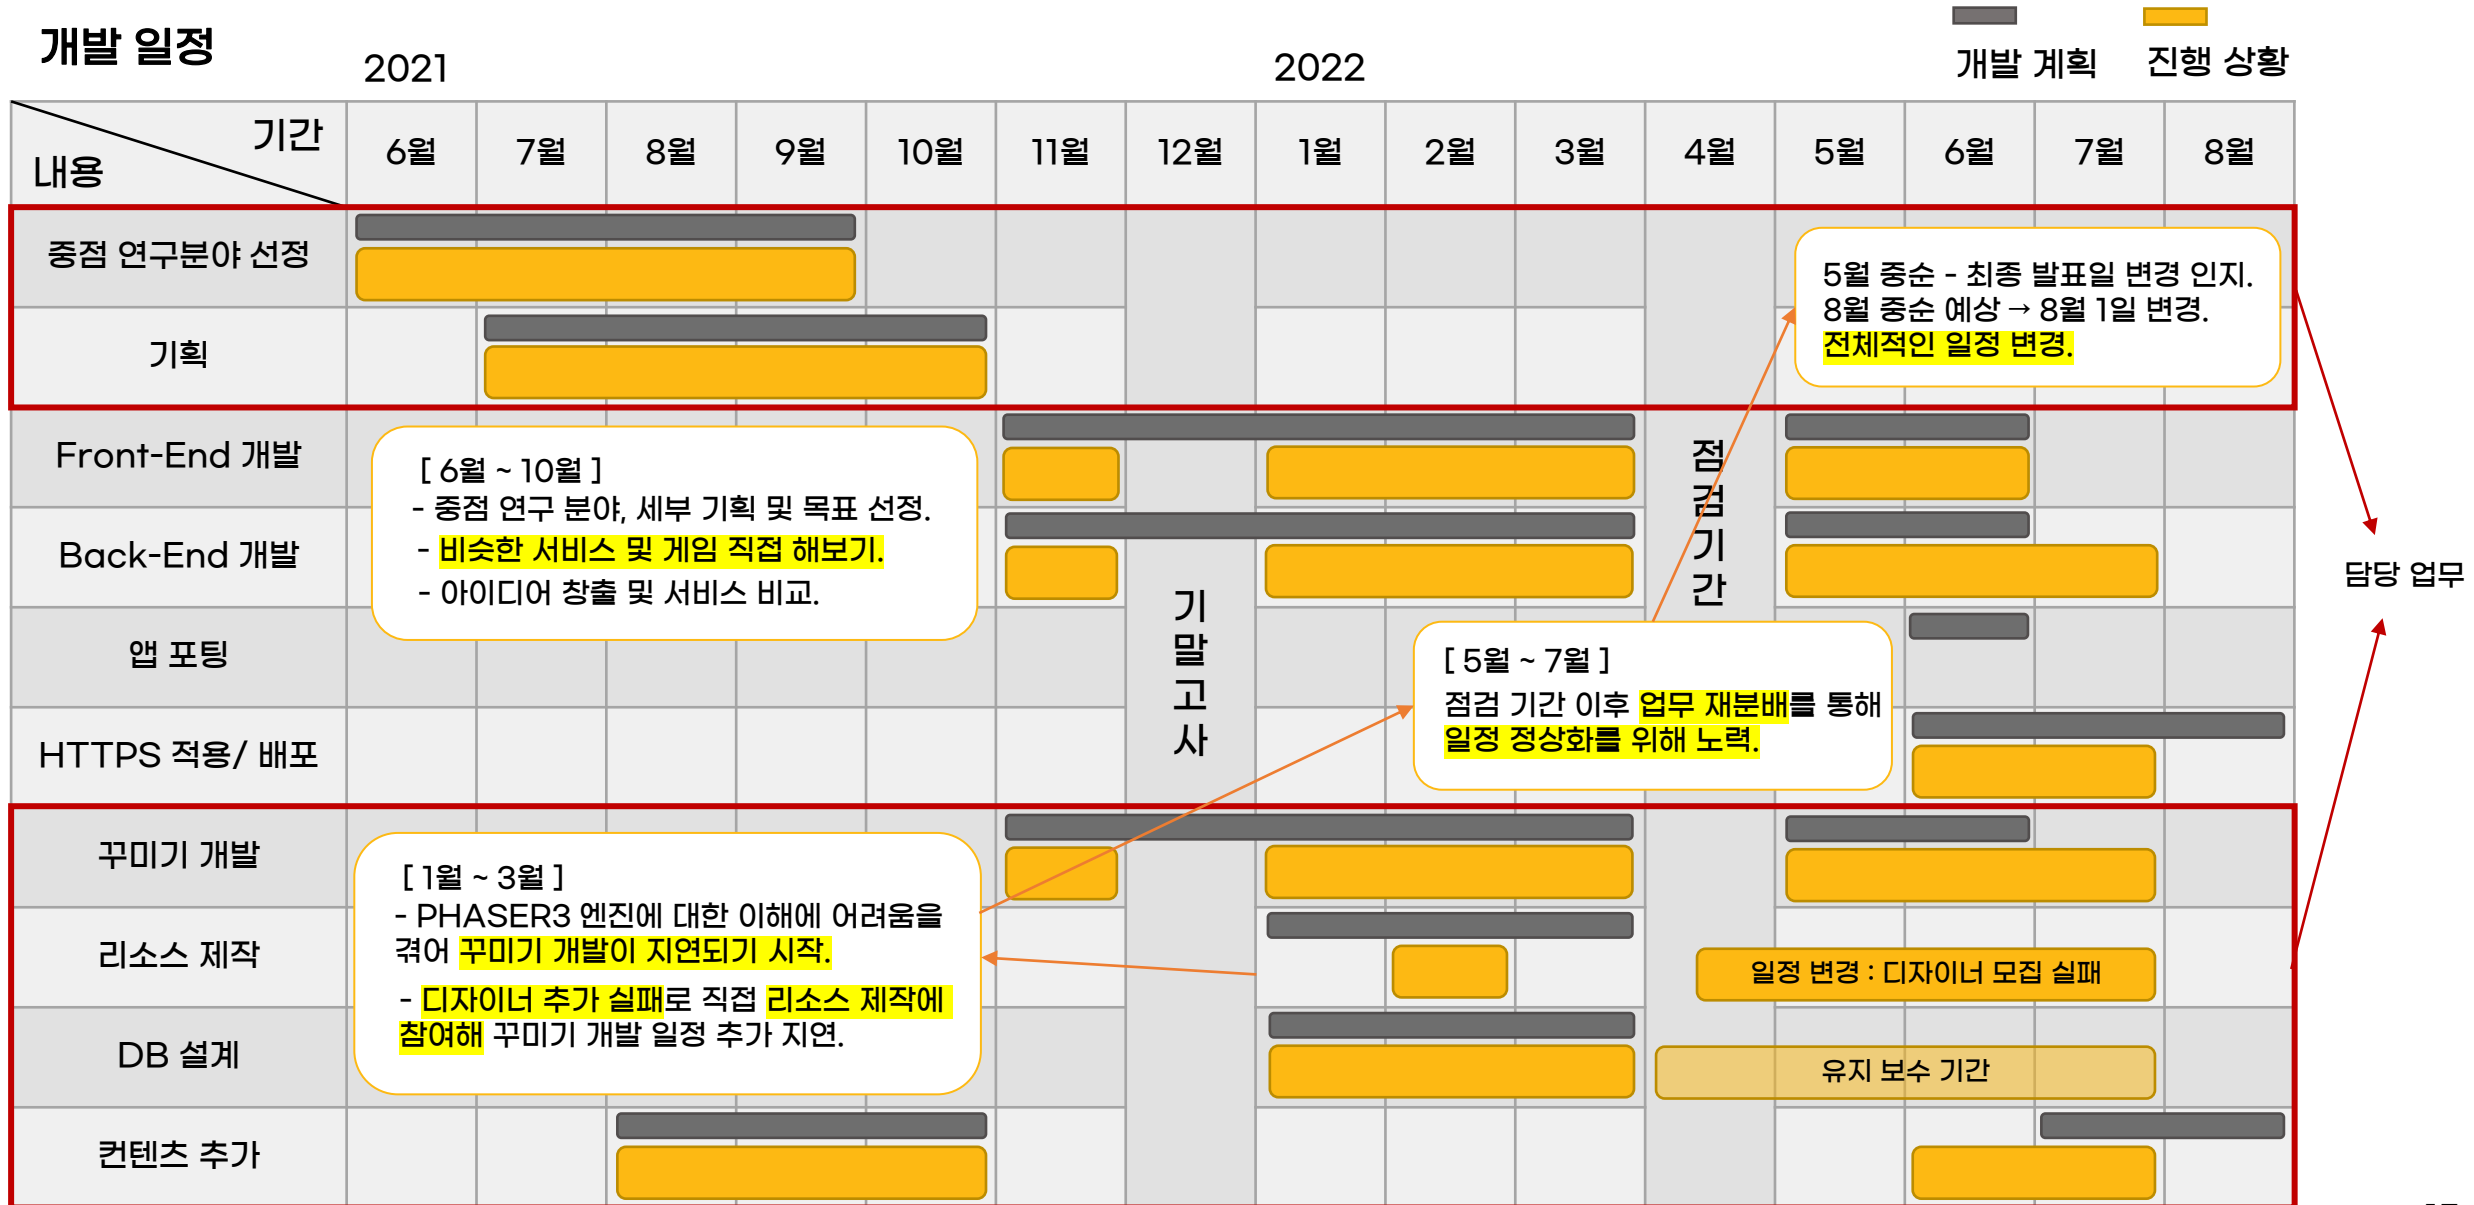 개발 일정
2021
2022
개발 계획
진행 상황
기간
내용
6월 7월 8월 9월 10월 11월 12월 1월 2월 3월 4월 5월 6월 7월 8월
중점 연구분야 선정
5월 중순 - 최종 발표일 변경 인지.
8월 중순 예상 → 8월 1일 변경.
전체적인 일정 변경.
기획
Front-End 개발
[ 6월 ~ 10월 ]
- 중점 연구 분야, 세부 기획 및 목표 선정.
- 비슷한 서비스 및 게임 직접 해보기.
- 아이디어 창출 및 서비스 비교.
점
검
기
간
Back-End 개발
담당 업무
기
말
고
사
앱 포팅
[ 5월 ~ 7월 ]
점검 기간 이후 업무 재분배를 통해
일정 정상화를 위해 노력.
HTTPS 적용/ 배포
꾸미기 개발
[ 1월 ~ 3월 ]
- PHASER3 엔진에 대한 이해에 어려움을
겪어 꾸미기 개발이 지연되기 시작.
- 디자이너 추가 실패로 직접 리소스 제작에
참여해 꾸미기 개발 일정 추가 지연.
리소스 제작
일정 변경 : 디자이너 모집 실패
DB 설계
유지 보수 기간
컨텐츠 추가